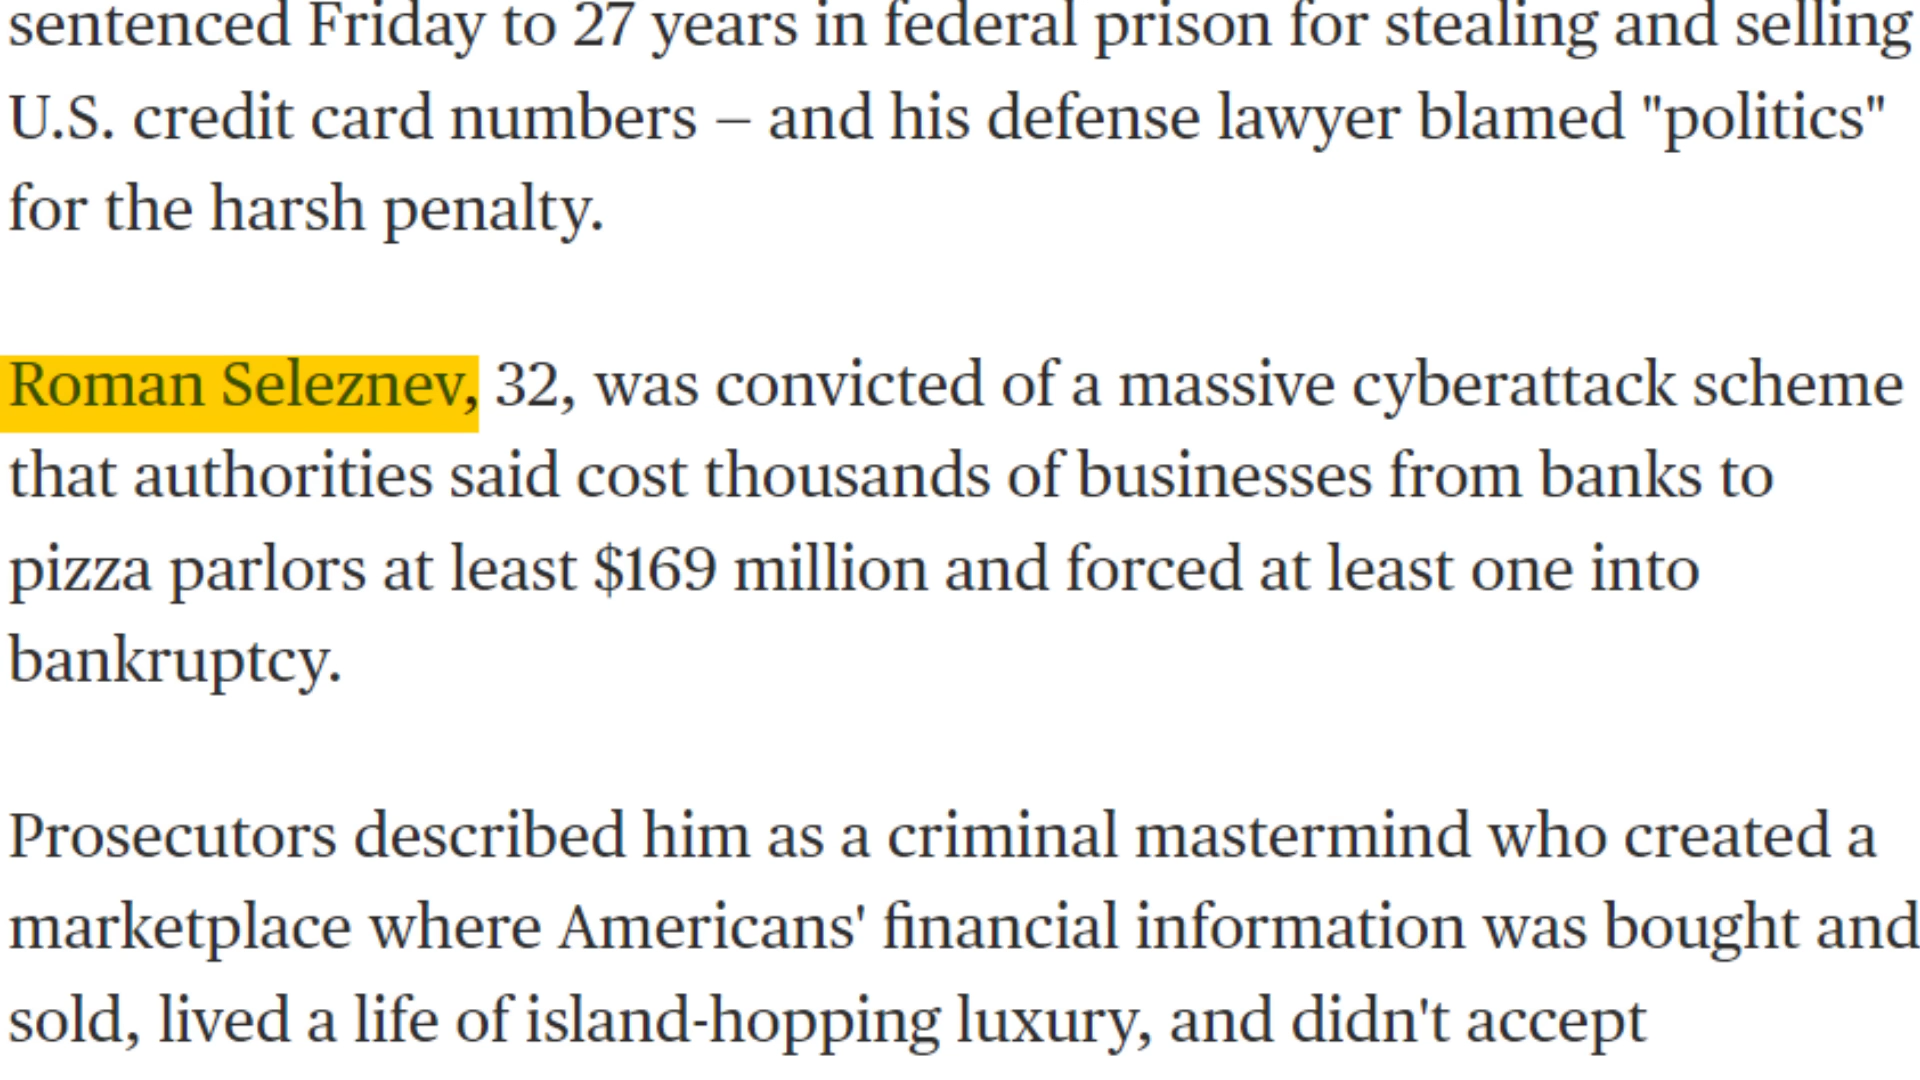 sentenced Friday to 27 years in federal prison for stealing and selling
U.S. credit card numbers – and his defense lawyer blamed "politics"
for the harsh penalty.
Roman Seleznev, 32, was convicted of a massive cyberattack scheme
that authorities said cost thousands of businesses from banks to
pizza parlors at least $169 million and forced at least one into
bankruptcy.
Prosecutors described him as a criminal mastermind who created a
marketplace where Americans' financial information was bought and
sold, lived a life of island-hopping luxury, and didn't accept